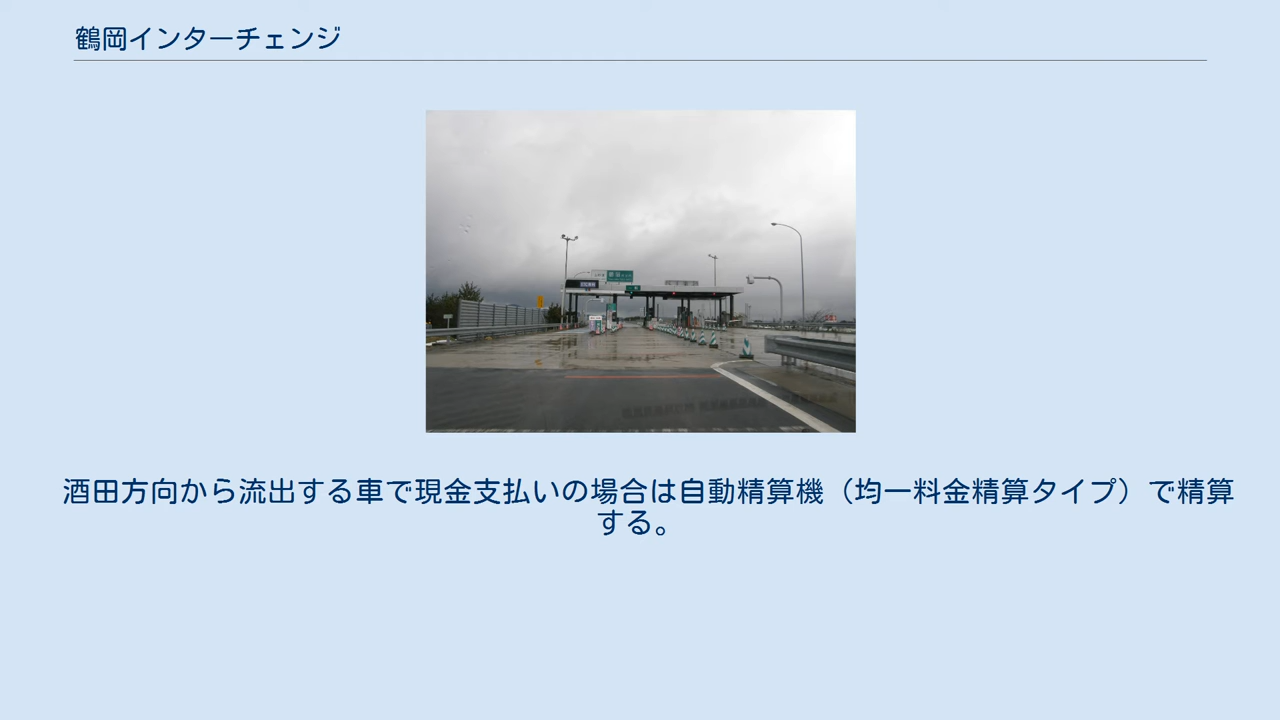 鶴岡インターチェンジ
酒田方向から流出する車で現金支払いの場合は自動精算機（均一料金精算タイプ）で精算
する。